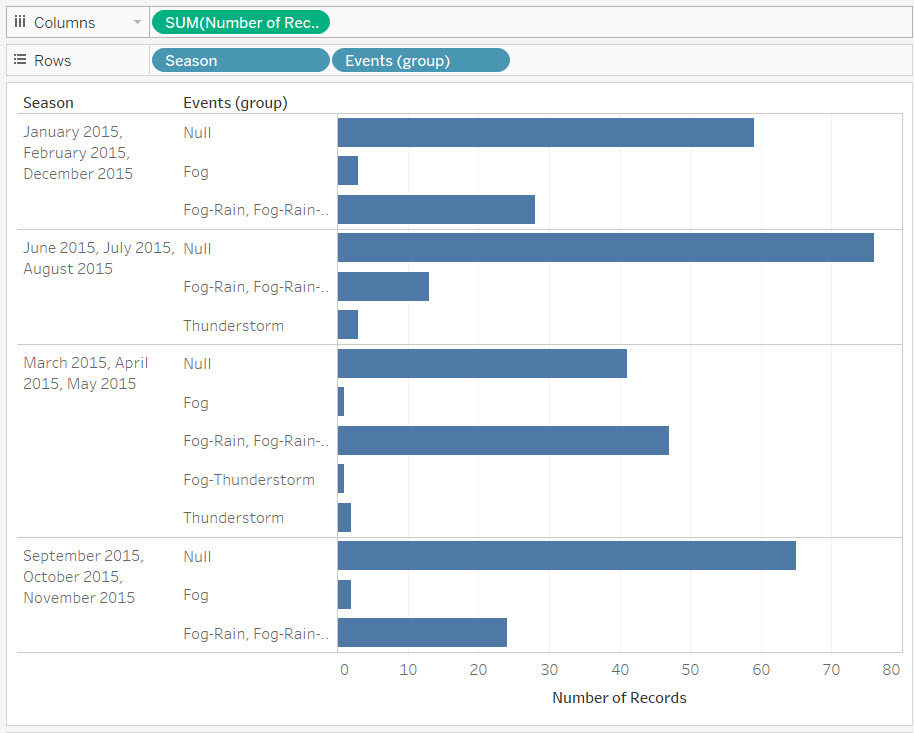 Columns SUM(Number of Rec..
Rows Season Events (group)
Season Events (group)
January 2015,
February 2015,
December 2015
Null
Fog
Fog-Rain, Fog-Rain-..
June 2015, July 2015,
August 2015
Null
Fog-Rain, Fog-Rain-..
Thunderstorm
March 2015, April
2015, May 2015
Null
Fog
Fog-Rain, Fog-Rain-..
Fog-Thunderstorm
Thunderstorm
September 2015,
October 2015,
November 2015
Null
Fog
Fog-Rain, Fog-Rain-..
0 10 20 30 40 50 60 70 80
Number of Records